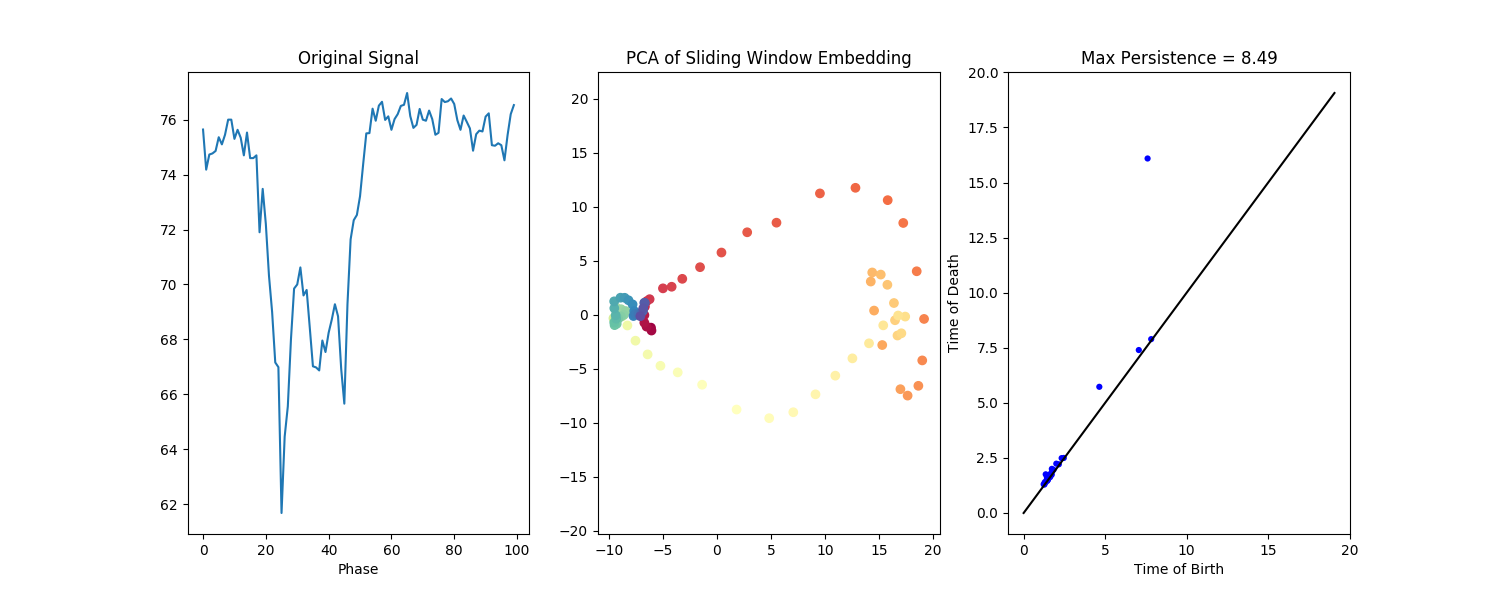 Original Signal
76
74
72
70
68
66
64
62
0 20 40 60 80 100
Phase
PCA of Sliding Window Embedding
20
15
10
5
0
−5
−10
−15
−20
−10 −5 0 5 10 15 20
Max Persistence = 8.49
Time of Death
20.0
17.5
15.0
12.5
10.0
7.5
5.0
2.5
0.0
0 5 10 15 20
Time of Birth